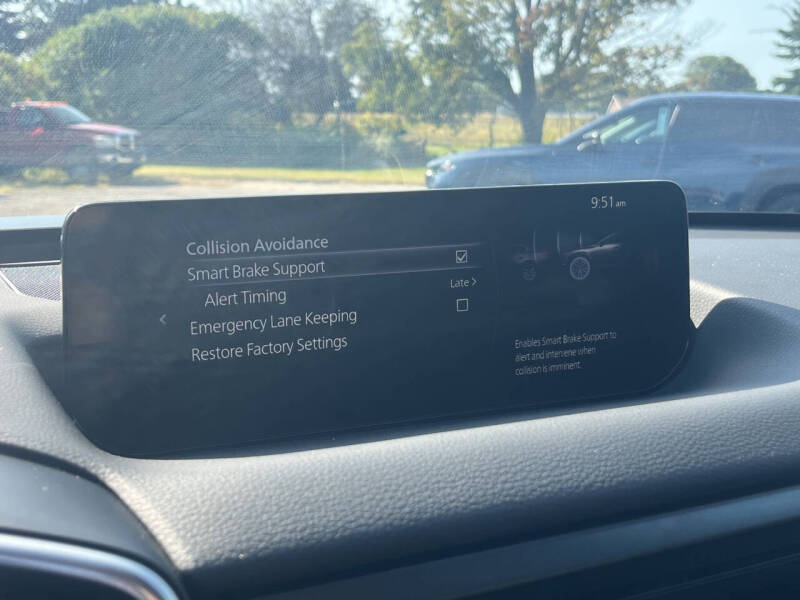 9:51 am
Collision Avoidance
Smart Brake Support
Alert Timing Late >
Emergency Lane Keeping
Restore Factory Settings
Enables Smart Brake Support to
alert and intervene when
collision is imminent.